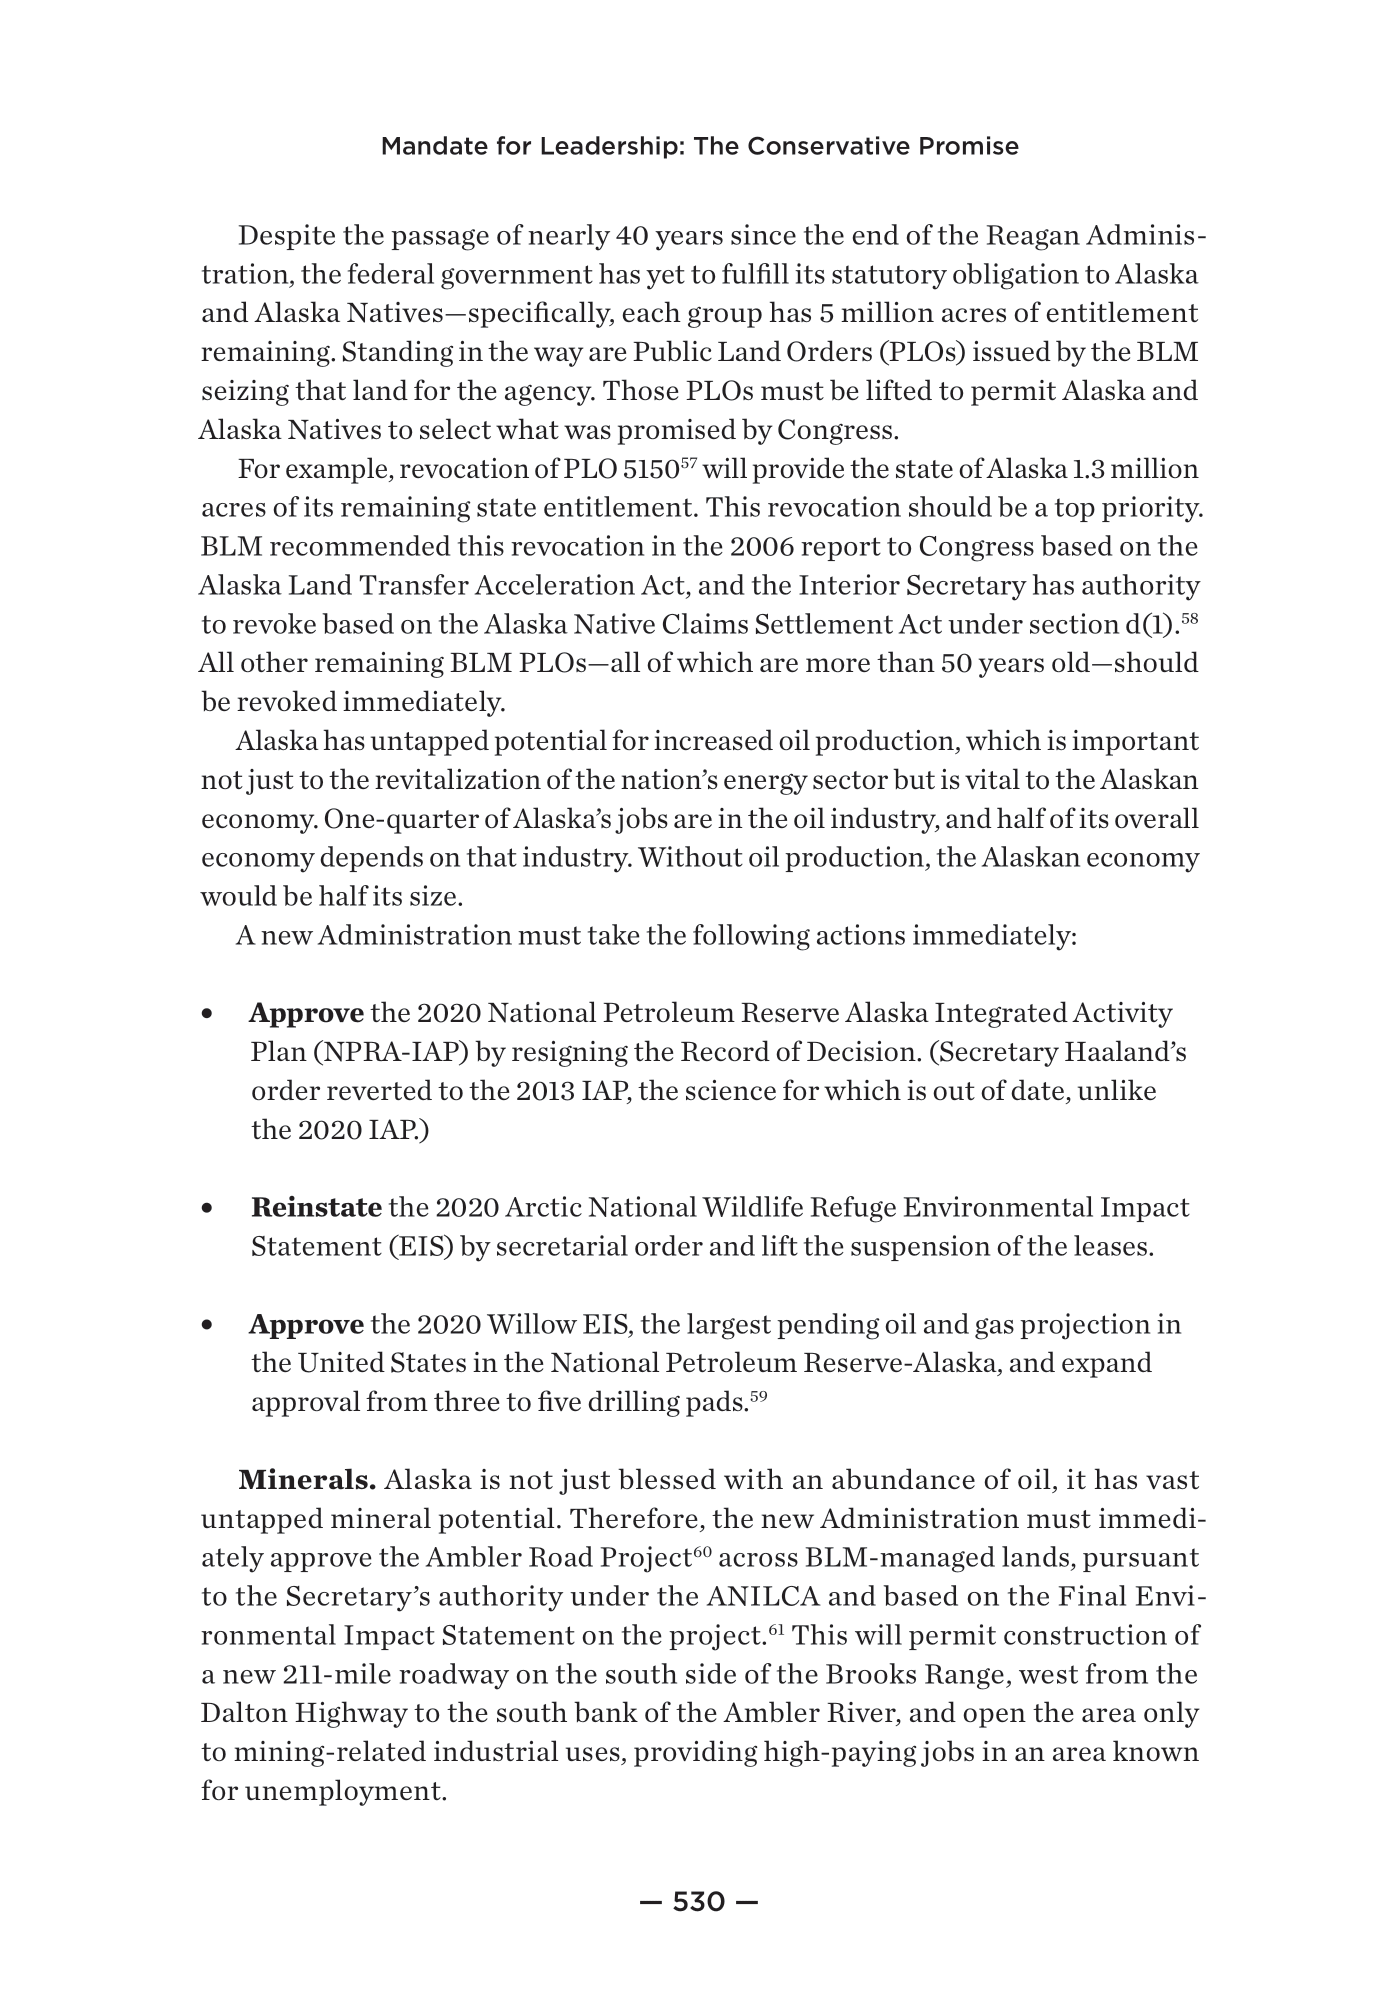 Mandate for Leadership: The Conservative Promise
Despite the passage of nearly 40 years since the end of the Reagan Adminis-
tration, the federal government has yet to fulfill its statutory obligation to Alaska
and Alaska Natives—specifically, each group has 5 million acres of entitlement
remaining. Standing in the way are Public Land Orders (PLOs) issued by the BLM
seizing that land for the agency. Those PLOs must be lifted to permit Alaska and
Alaska Natives to select what was promised by Congress.
For example, revocation of PLO 5150⁵⁷ will provide the state of Alaska 1.3 million
acres of its remaining state entitlement. This revocation should be a top priority.
BLM recommended this revocation in the 2006 report to Congress based on the
Alaska Land Transfer Acceleration Act, and the Interior Secretary has authority
to revoke based on the Alaska Native Claims Settlement Act under section d(1).⁵⁸
All other remaining BLM PLOs—all of which are more than 50 years old—should
be revoked immediately.
Alaska has untapped potential for increased oil production, which is important
not just to the revitalization of the nation’s energy sector but is vital to the Alaskan
economy. One-quarter of Alaska’s jobs are in the oil industry, and half of its overall
economy depends on that industry. Without oil production, the Alaskan economy
would be half its size.
A new Administration must take the following actions immediately:
• Approve the 2020 National Petroleum Reserve Alaska Integrated Activity
Plan (NPRA-IAP) by resigning the Record of Decision. (Secretary Haaland’s
order reverted to the 2013 IAP, the science for which is out of date, unlike
the 2020 IAP.)
• Reinstate the 2020 Arctic National Wildlife Refuge Environmental Impact
Statement (EIS) by secretarial order and lift the suspension of the leases.
• Approve the 2020 Willow EIS, the largest pending oil and gas projection in
the United States in the National Petroleum Reserve-Alaska, and expand
approval from three to five drilling pads.⁵⁹
Minerals. Alaska is not just blessed with an abundance of oil, it has vast
untapped mineral potential. Therefore, the new Administration must immedi-
ately approve the Ambler Road Project⁶⁰ across BLM-managed lands, pursuant
to the Secretary’s authority under the ANILCA and based on the Final Envi-
ronmental Impact Statement on the project.⁶¹ This will permit construction of
a new 211-mile roadway on the south side of the Brooks Range, west from the
Dalton Highway to the south bank of the Ambler River, and open the area only
to mining-related industrial uses, providing high-paying jobs in an area known
for unemployment.
— 530 —